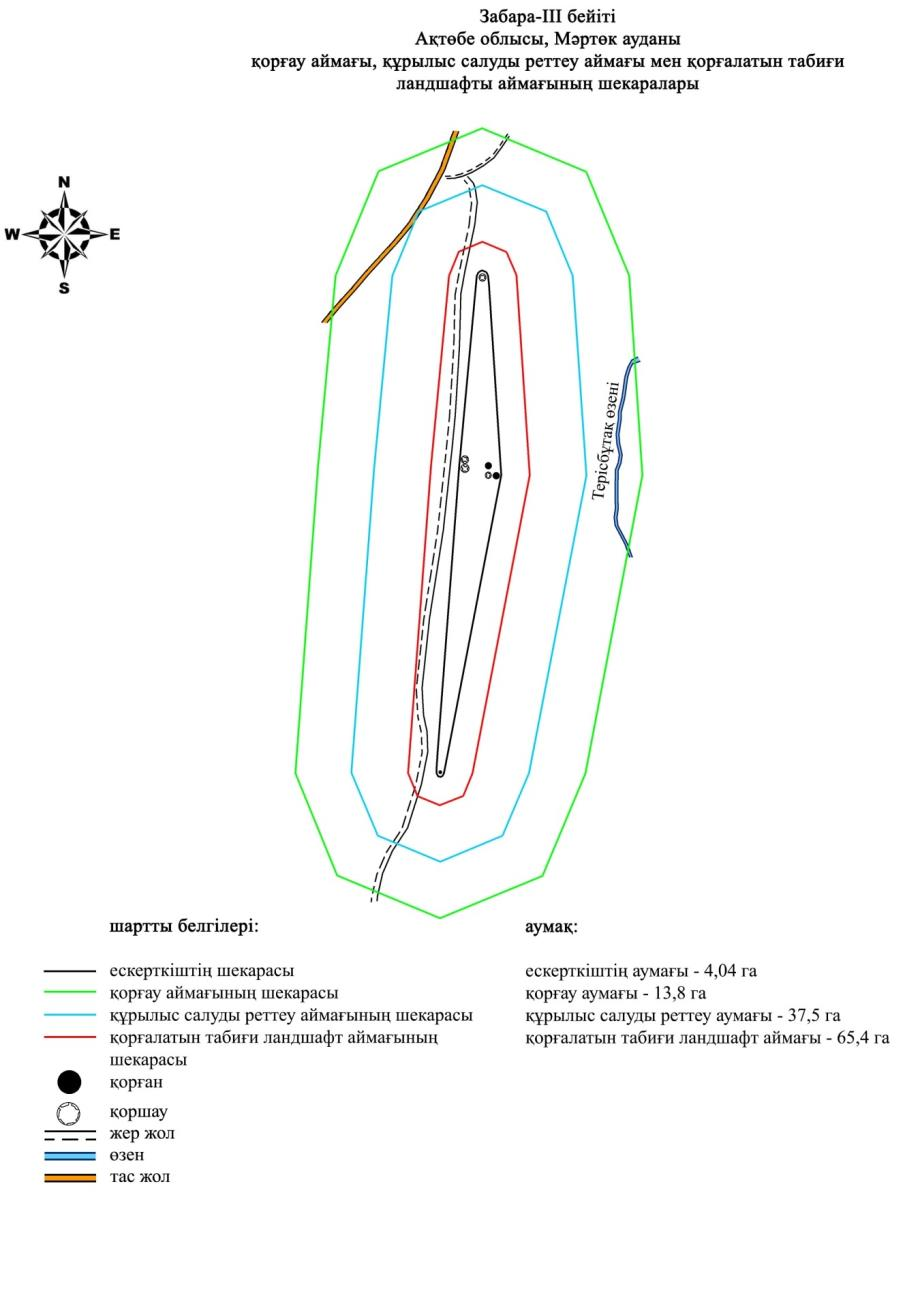 Забара-III бейіті
Ақтөбе облысы, Мәртөк ауданы
қорғау аймағы, құрылыс салуды реттеу аймағы мен қорғалатын табиғи
ландшафты аймағының шекаралары
N
W E
S
Терісбұтақ өзені
шартты белгілері:
ескерткіштің шекарасы
қорғау аймағының шекарасы
құрылыс салуды реттеу аймағының шекарасы
қорғалатын табиғи ландшафт аймағының
шекарасы
қорған
қоршау
жер жол
өзен
тас жол
аумақ:
ескерткіштің аумағы - 4,04 га
қорғау аумағы - 13,8 га
құрылыс салуды реттеу аумағы - 37,5 га
қорғалатын табиғи ландшафт аймағы - 65,4 га